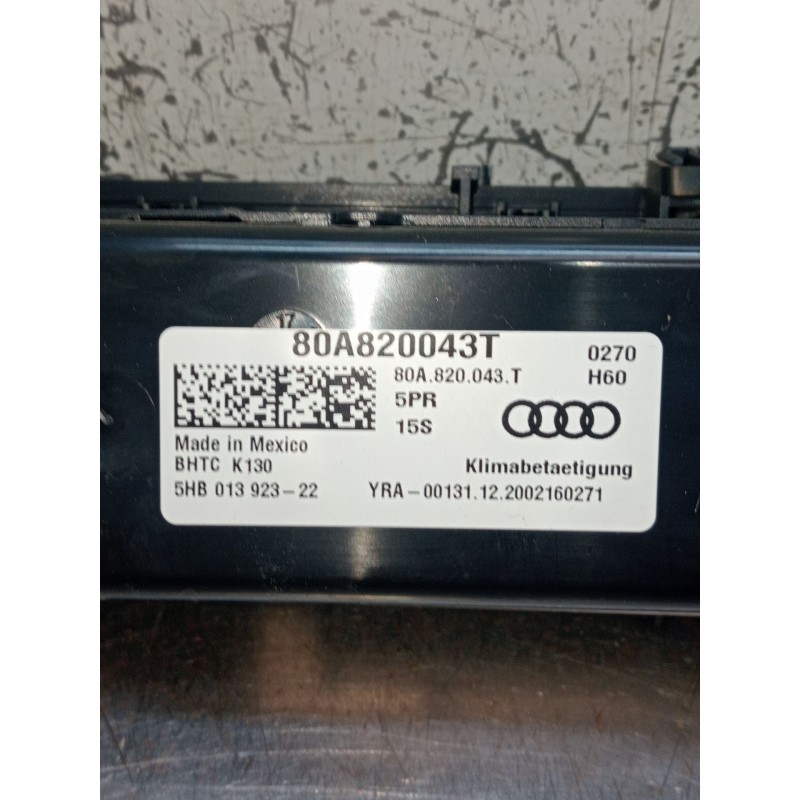 17
80A820043T
0270
80A.820.043.T
H60
5PR
15S
Made in Mexico
BHTC K130
Klimabetaetigung
5HB 013 923-22
YRA-00131.12.2002160271